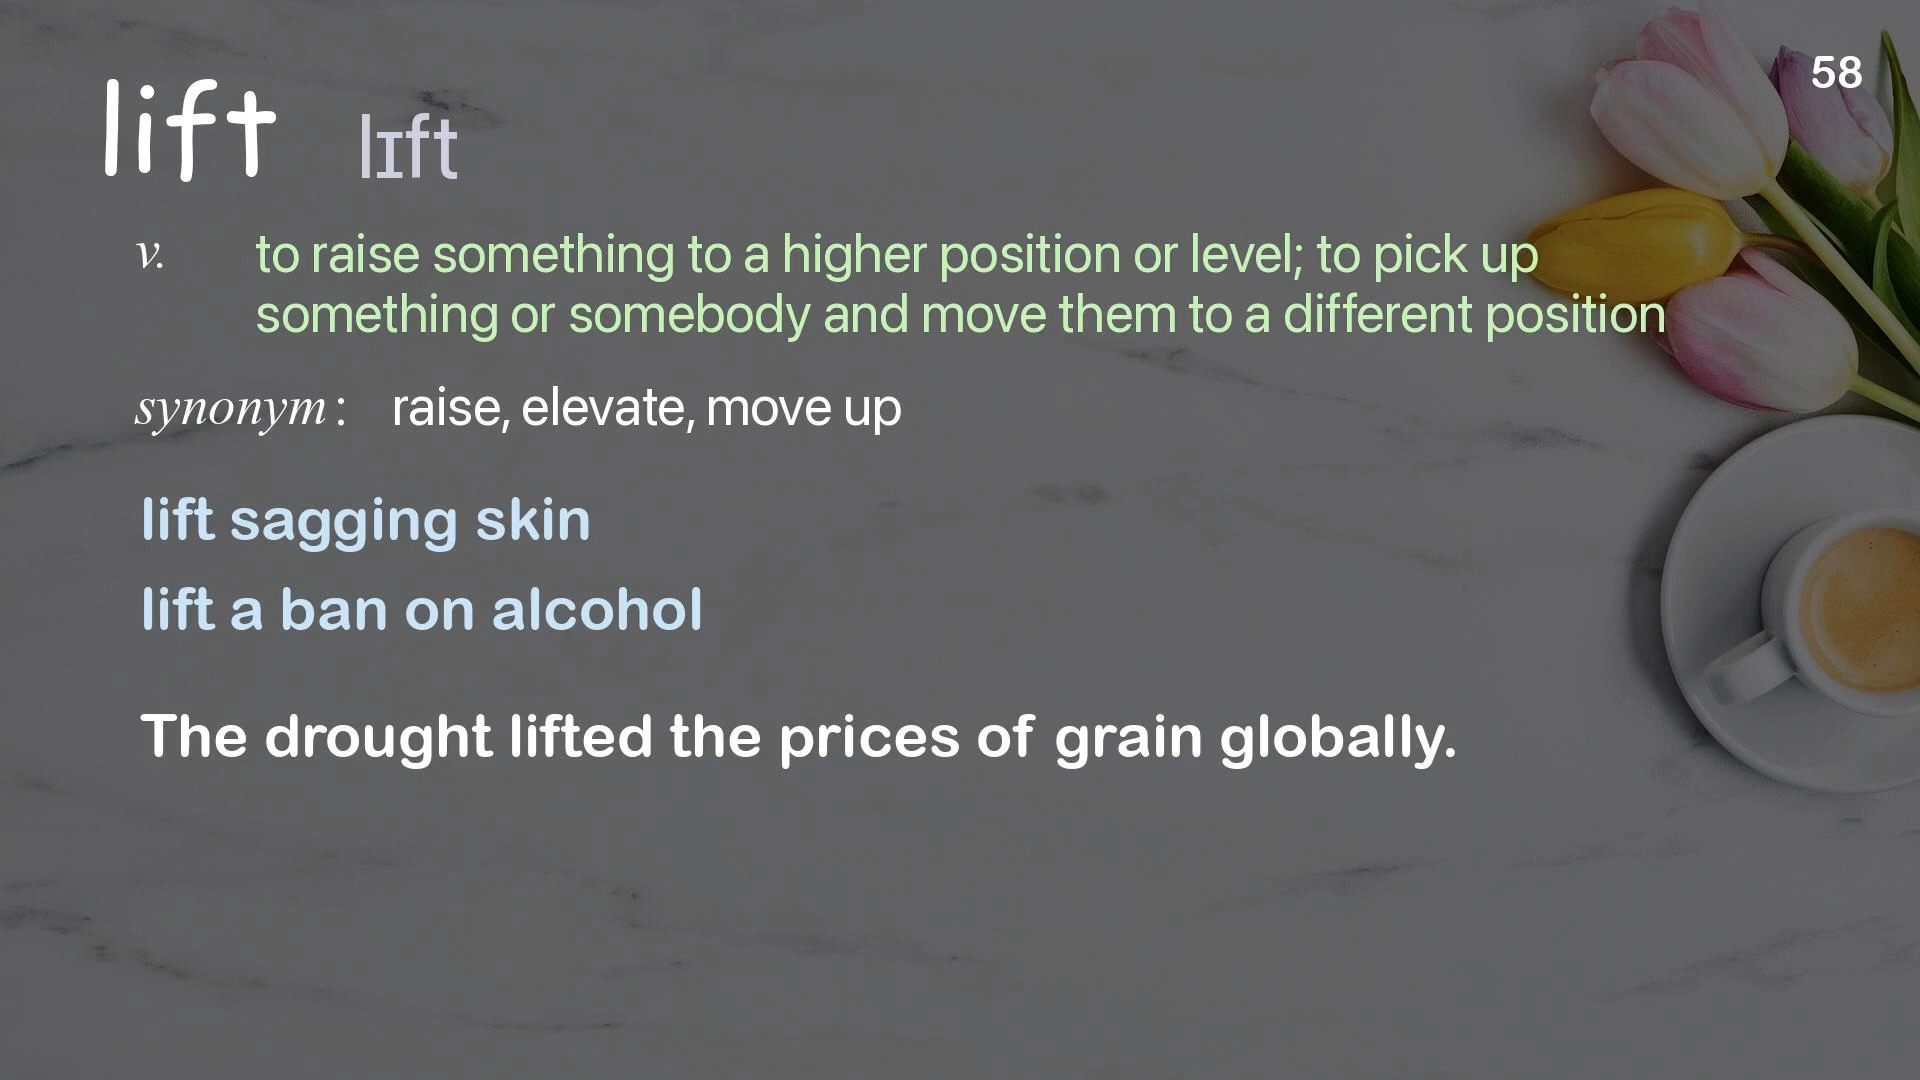 58
lift lɪft
v. to raise something to a higher position or level; to pick up
something or somebody and move them to a different position
synonym : raise, elevate, move up
lift sagging skin
lift a ban on alcohol
The drought lifted the prices of grain globally.